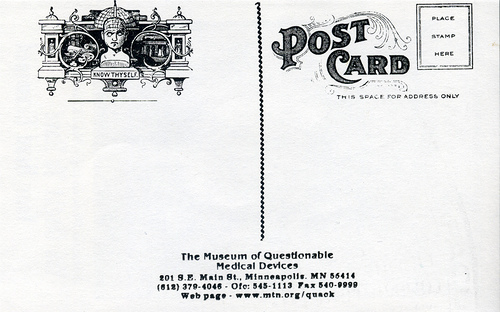 KNOW THYSELF.
POST
CARD
PLACE
STAMP
HERE
THIS SPACE FOR ADDRESS ONLY
The Museum of Questionable
Medical Devices
201 S.E. Main St., Minneapolis, MN 55414
(612) 379-4046 - Ofc: 545-1113 Fax 540-9999
Web page - www.mtn.org/quack